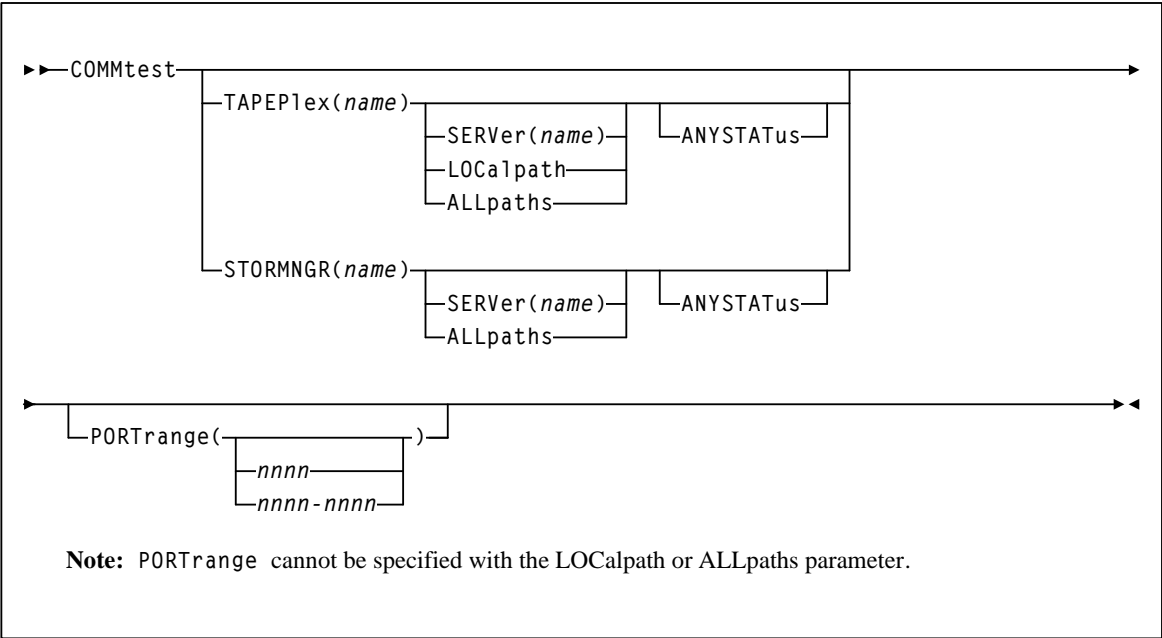 COMMtest
TAPEPlex(name)
SERVer(name)
ANYSTATus
LOCalpath
ALLpaths
STORMNGR(name)
SERVer(name)
ANYSTATus
ALLpaths
PORTrange( )
nnnn
nnnn-nnnn
Note: PORTrange cannot be specified with the LOCalpath or ALLpaths parameter.